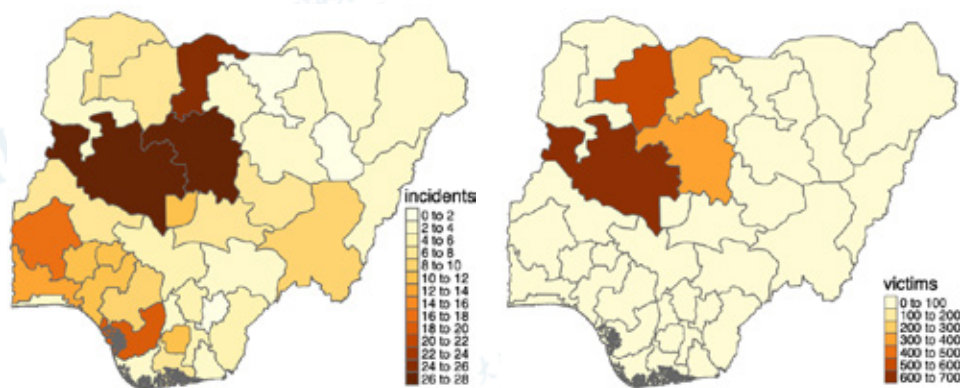 incidents
0 to 2
2 to 4
4 to 6
6 to 8
8 to 10
10 to 12
12 to 14
14 to 16
16 to 18
18 to 20
20 to 22
22 to 24
24 to 26
26 to 28
victims
0 to 100
100 to 200
200 to 300
300 to 400
400 to 500
500 to 600
600 to 700